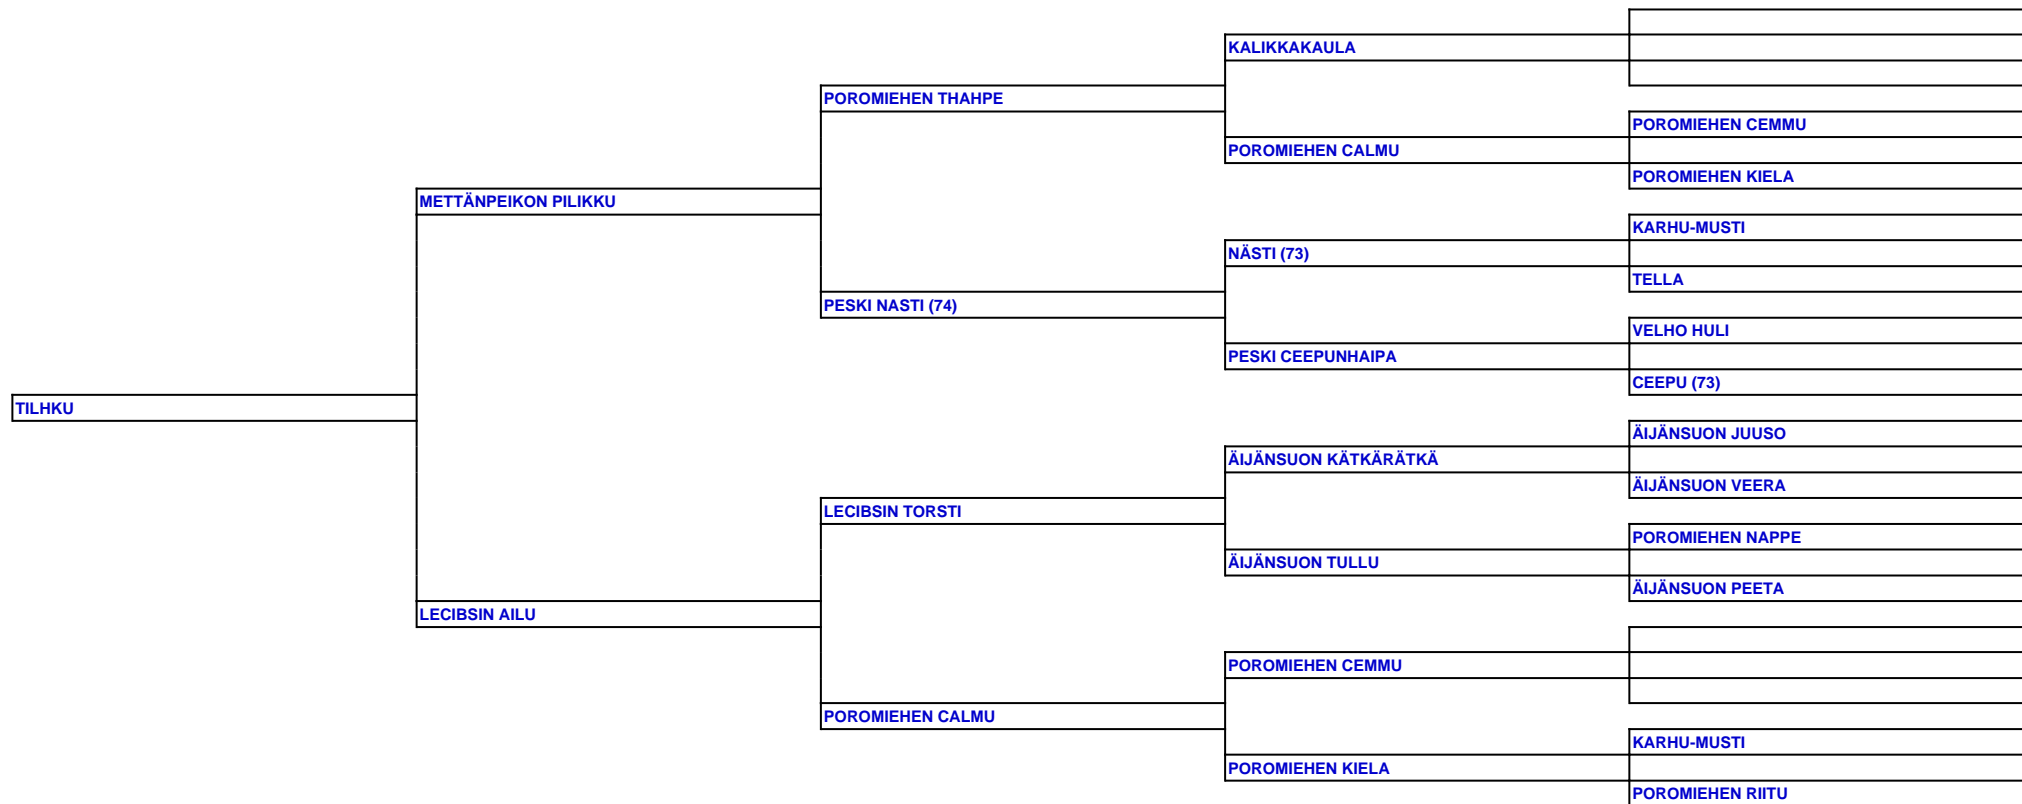 KALIKKAKAULA
POROMIEHEN THAHPE
POROMIEHEN CEMMU
POROMIEHEN CALMU
POROMIEHEN KIELA
METTÄNPEIKON PILIKKU
KARHU-MUSTI
NÄSTI (73)
TELLA
PESKI NASTI (74)
VELHO HULI
PESKI CEEPUNHAIPA
CEEPU (73)
TILHKU
ÄIJÄNSUON JUUSO
ÄIJÄNSUON KÄTKÄRÄTKÄ
ÄIJÄNSUON VEERA
LECIBSIN TORSTI
POROMIEHEN NAPPE
ÄIJÄNSUON TULLU
ÄIJÄNSUON PEETA
LECIBSIN AILU
POROMIEHEN CEMMU
POROMIEHEN CALMU
KARHU-MUSTI
POROMIEHEN KIELA
POROMIEHEN RIITU